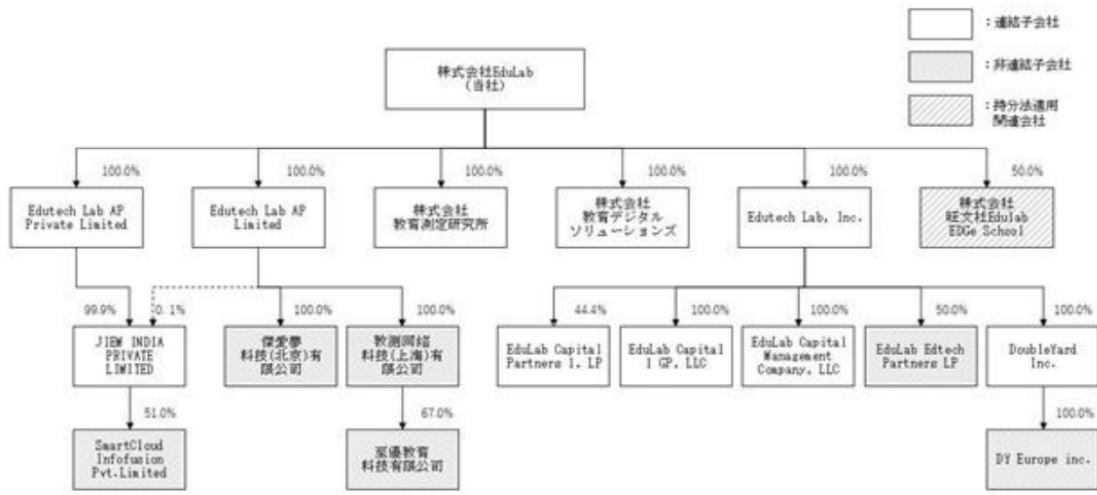 ：連結子会社
株式会社EduLab
（当社）
：非連結子会社
：持分法適用
関連会社
100.0%
100.0%
100.0%
100.0%
100.0%
50.0%
Edutech Lab AP
Private Limited
Edutech Lab AP
Limited
株式会社
教育測定研究所
株式会社
教育デジタル
ソリューションズ
Edutech Lab, Inc.
株式会社
旺文社Edulab
EDGe School
99.9%
0.1%
100.0%
100.0%
44.4%
100.0%
100.0%
50.0%
100.0%
JIEM INDIA
PRIVATE
LIMITED
傑愛夢
科技(北京)有
限公司
教測网络
科技(上海)有
限公司
EduLab Capital
Partners I, LP
EduLab Capital
I GP, LLC
EduLab Capital
Management
Company, LLC
EduLab Edtech
Partners LP
DoubleYard
Inc.
51.0%
67.0%
100.0%
SmartCloud
Infofusion
Pvt.Limited
至優教育
科技有限公司
DY Europe inc.